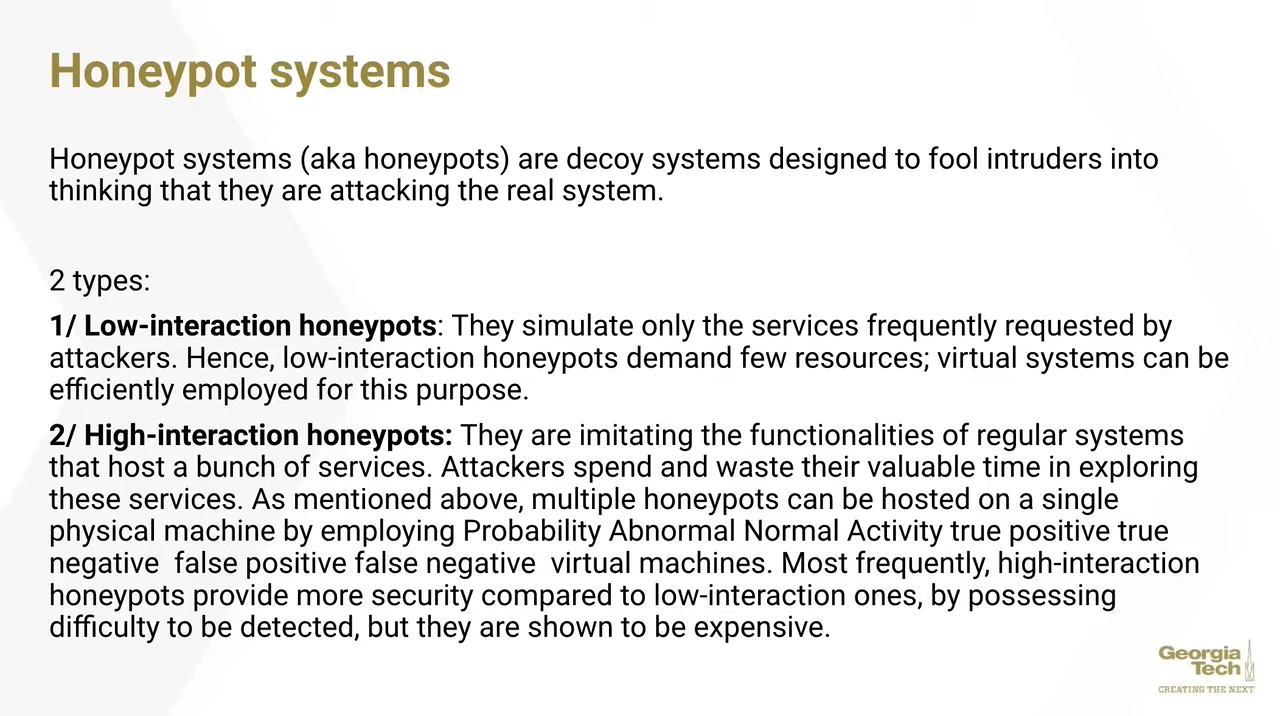 Honeypot systems
Honeypot systems (aka honeypots) are decoy systems designed to fool intruders into
thinking that they are attacking the real system.
2 types:
1/ Low-interaction honeypots: They simulate only the services frequently requested by
attackers. Hence, low-interaction honeypots demand few resources; virtual systems can be
efficiently employed for this purpose.
2/ High-interaction honeypots: They are imitating the functionalities of regular systems
that host a bunch of services. Attackers spend and waste their valuable time in exploring
these services. As mentioned above, multiple honeypots can be hosted on a single
physical machine by employing Probability Abnormal Normal Activity true positive true
negative  false positive false negative  virtual machines. Most frequently, high-interaction
honeypots provide more security compared to low-interaction ones, by possessing
difficulty to be detected, but they are shown to be expensive.
Georgia
Tech
CREATING THE NEXT